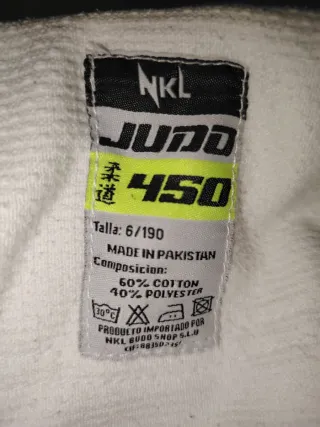 NKL
JUDO
柔道 450
Talla: 6/190
MADE IN PAKISTAN
Composicion:
60% COTTON
40% POLYESTER
30°C
PRODUCTO IMPORTADO POR
NKL BUDO SHOP S.L.U